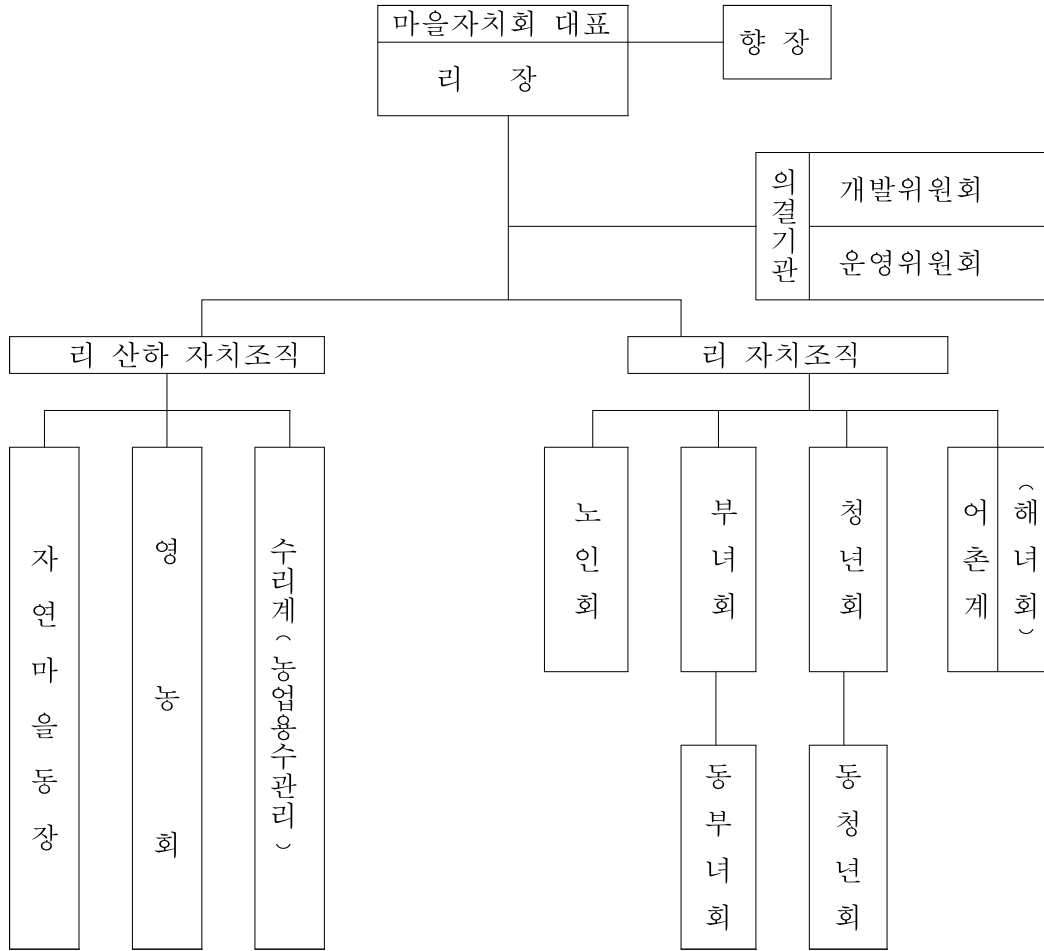 마을자치회 대표
리 장
향 장
의결기관
개발위원회
운영위원회
리 산하 자치조직
리 자치조직
자연마을동장
영농회
수리계(농업용수관리)
노인회
부녀회
청년회
어촌계
(해녀회)
동부녀회
동청년회